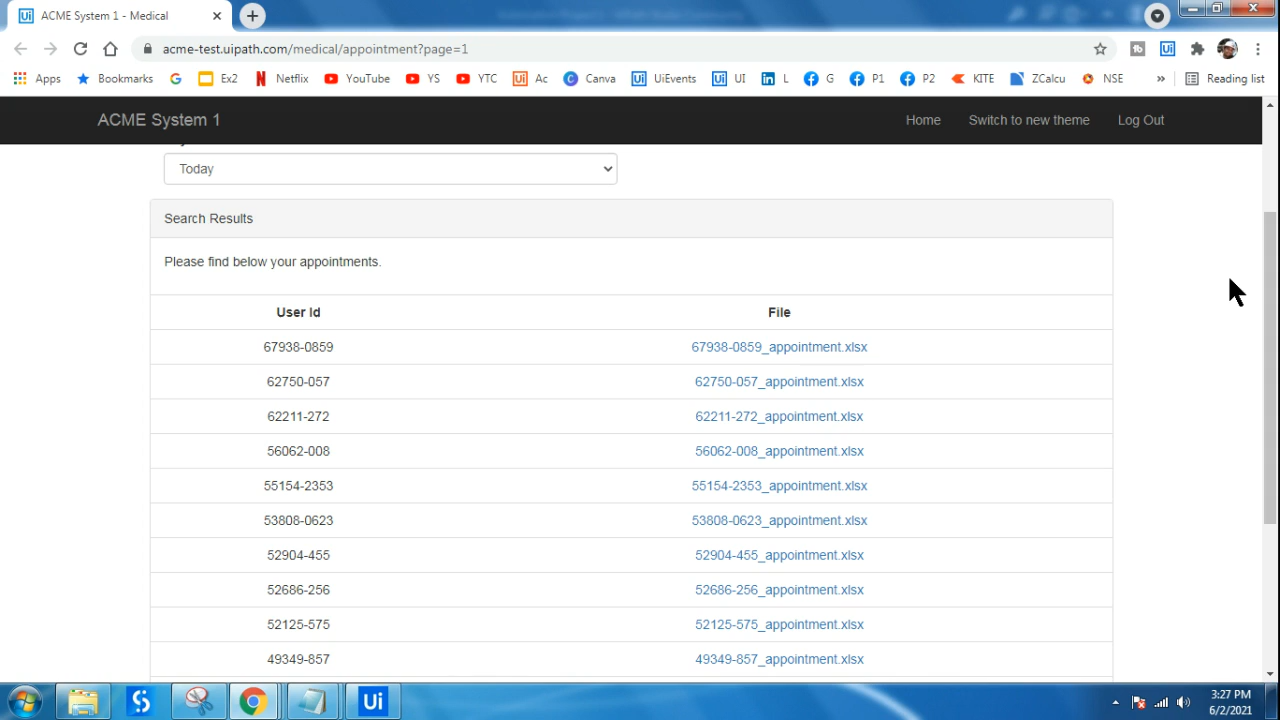 ACME System 1 - Medical
acme-test.uipath.com/medical/appointment?page=1
Apps Bookmarks G Ex2 Netflix YouTube YS YTC Ui Ac C Canva Ui UiEvents Ui UI in L G P1 P2 KITE ZCalcu NSE » Reading list
ACME System 1 Home Switch to new theme Log Out
Today
Search Results
Please find below your appointments.
User Id File
67938-0859 67938-0859_appointment.xlsx
62750-057 62750-057_appointment.xlsx
62211-272 62211-272_appointment.xlsx
56062-008 56062-008_appointment.xlsx
55154-2353 55154-2353_appointment.xlsx
53808-0623 53808-0623_appointment.xlsx
52904-455 52904-455_appointment.xlsx
52686-256 52686-256_appointment.xlsx
52125-575 52125-575_appointment.xlsx
49349-857 49349-857_appointment.xlsx
Ui 3:27 PM
6/2/2021